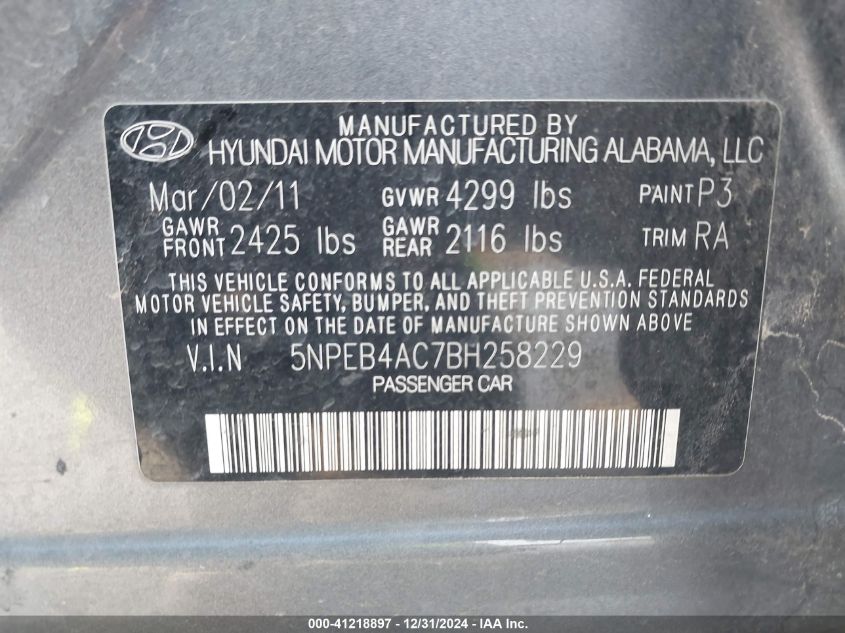 MANUFACTURED BY
HYUNDAI MOTOR MANUFACTURING ALABAMA, LLC
Mar/02/11 GVWR 4299 lbs PAINT P3
GAWR FRONT 2425 lbs GAWR REAR 2116 lbs TRIM RA
THIS VEHICLE CONFORMS TO ALL APPLICABLE U.S.A. FEDERAL
MOTOR VEHICLE SAFETY, BUMPER, AND THEFT PREVENTION STANDARDS
IN EFFECT ON THE DATE OF MANUFACTURE SHOWN ABOVE
V.I.N 5NPEB4AC7BH258229
PASSENGER CAR
000-41218897 - 12/31/2024 - IAA Inc.